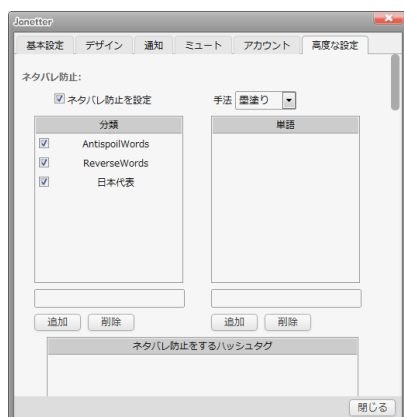 Jonetter
基本設定 デザイン 通知 ミュート アカウント 高度な設定
ネタバレ防止:
ネタバレ防止を設定 手法 墨塗り
分類 単語
AntispoilWords
ReverseWords
日本代表
追加 削除 追加 削除
ネタバレ防止をするハッシュタグ
閉じる